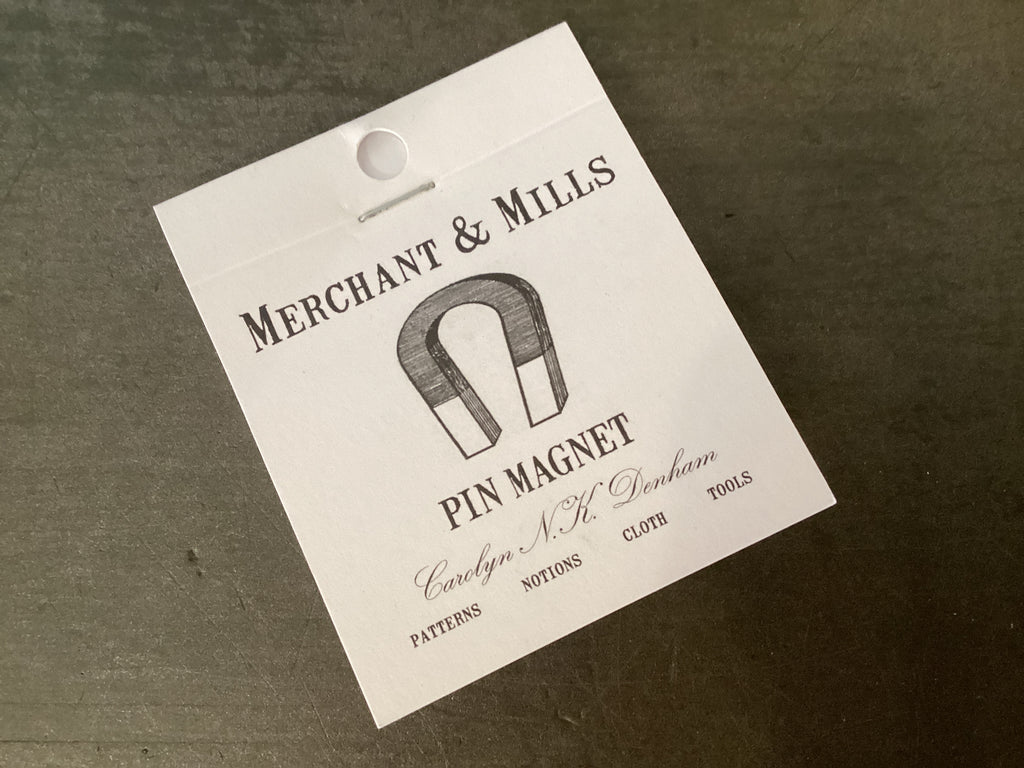 MERCHANT & MILLS
PIN MAGNET
Carolyn N.K. Denham
PATTERNS NOTIONS CLOTH TOOLS